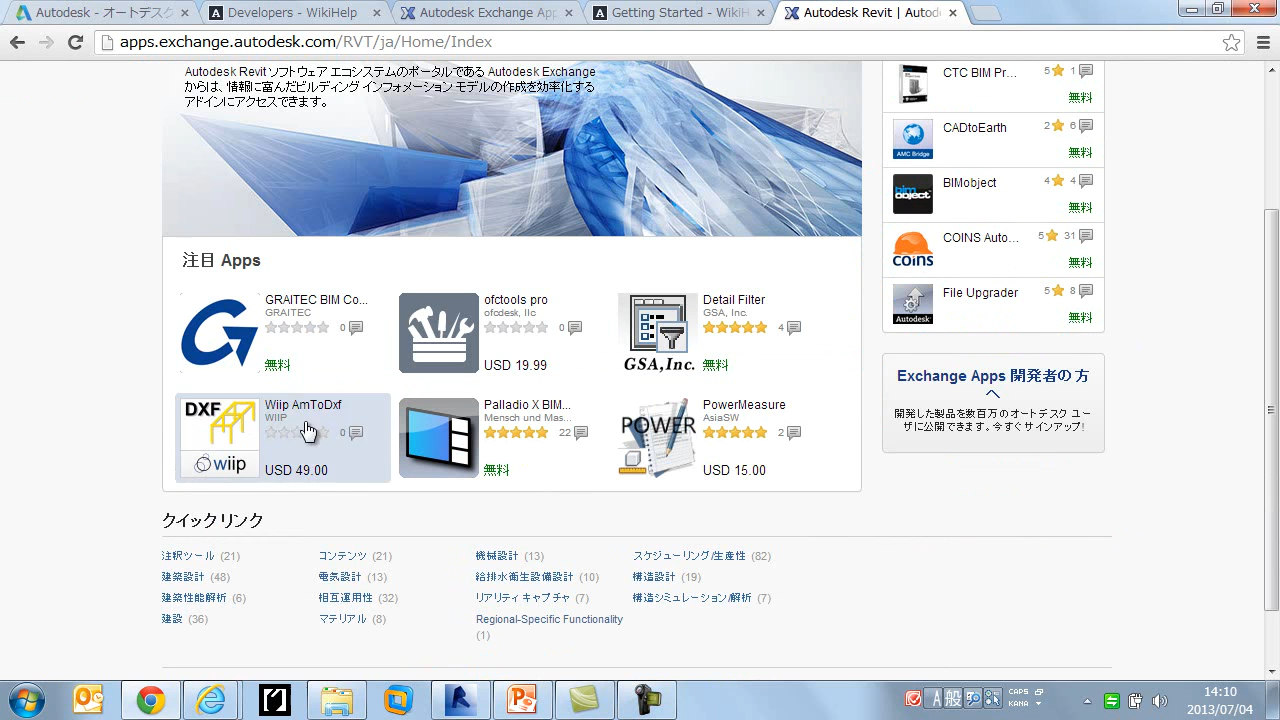 Autodesk - オートデスク
Developers - WikiHelp
Autodesk Exchange App
Getting Started - WikiH
Autodesk Revit | Autod
apps.exchange.autodesk.com/RVT/ja/Home/Index
Autodesk Revit ソフトウェア エコシステムのポータルである Autodesk Exchange
から、情報に富んだビルディング インフォメーション モデルの作成を効率化する
アドインにアクセスできます。
注目 Apps
GRAITEC BIM Co...
GRAITEC
0
無料
ofctools pro
ofcdesk, llc
0
USD 19.99
Detail Filter
GSA, Inc.
4
GSA,Inc.
無料
DXF
wiip
Wiip AmToDxf
WIIP
0
USD 49.00
Palladio X BIM...
Mensch und Mas...
22
無料
POWER
PowerMeasure
AsiaSW
2
USD 15.00
CTC BIM Pr...
5 1
無料
AMC Bridge
CADtoEarth
2 6
無料
bim object
BIMobject
4 4
無料
coins
COINS Auto...
5 31
無料
Autodesk
File Upgrader
5 8
無料
Exchange Apps 開発者の方
へ
開発した製品を数百万のオートデスク ユー
ザに公開できます。今すぐサインアップ!
クイックリンク
注釈ツール (21)
コンテンツ (21)
機械設計 (13)
スケジューリング/生産性 (82)
建築設計 (48)
電気設計 (13)
給排水衛生設備設計 (10)
構造設計 (19)
建築性能解析 (6)
相互運用性 (32)
リアリティ キャプチャ (7)
構造シミュレーション/解析 (7)
建設 (36)
マテリアル (8)
Regional-Specific Functionality
(1)
A 般
CAPS
KANA
14:10
2013/07/04